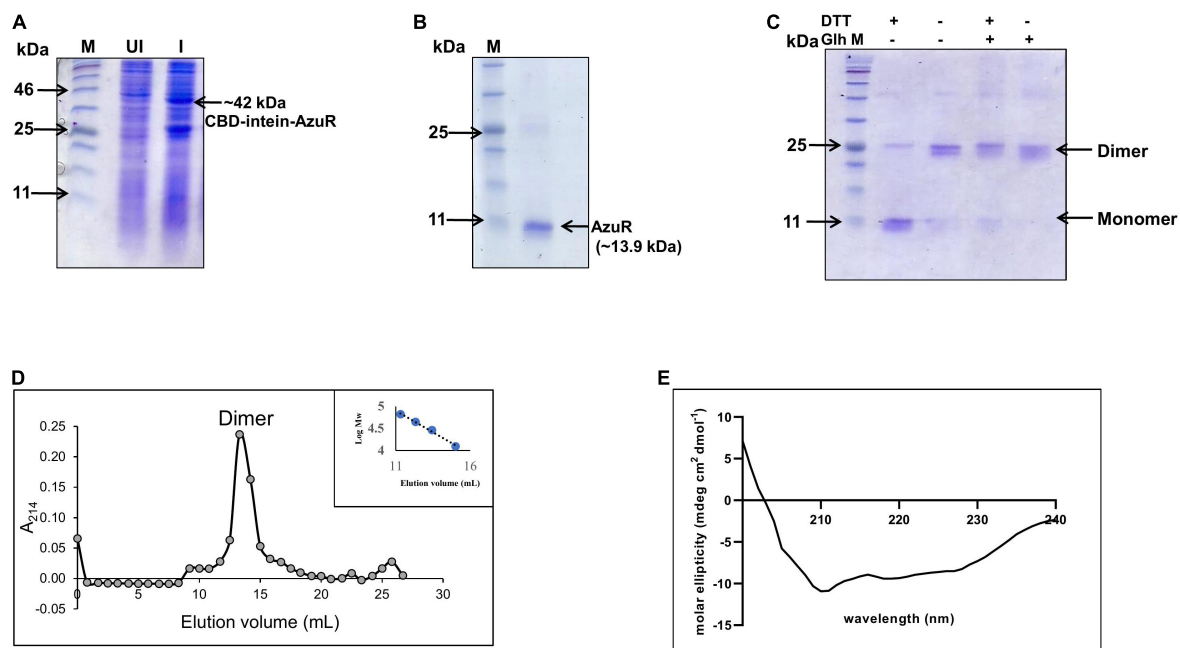 A
kDa M UI I
46
~42 kDa
CBD-intein-AzuR
25
11
B
kDa M
25
11
AzuR
(~13.9 kDa)
C
DTT + - + -
kDa Glh M - - + +
25
Dimer
11
Monomer
D
Dimer
0.25
0.20
0.15
0.10
0.05
0.00
-0.05
A214
0 5 10 15 20 25 30
Elution volume (mL)
5
4.5
4
Log Mw
11 16
Elution volume (mL)
E
10
5
0
-5
-10
-15
molar ellipticity (mdeg cm2 dmol-1)
210 220 230 240
wavelength (nm)